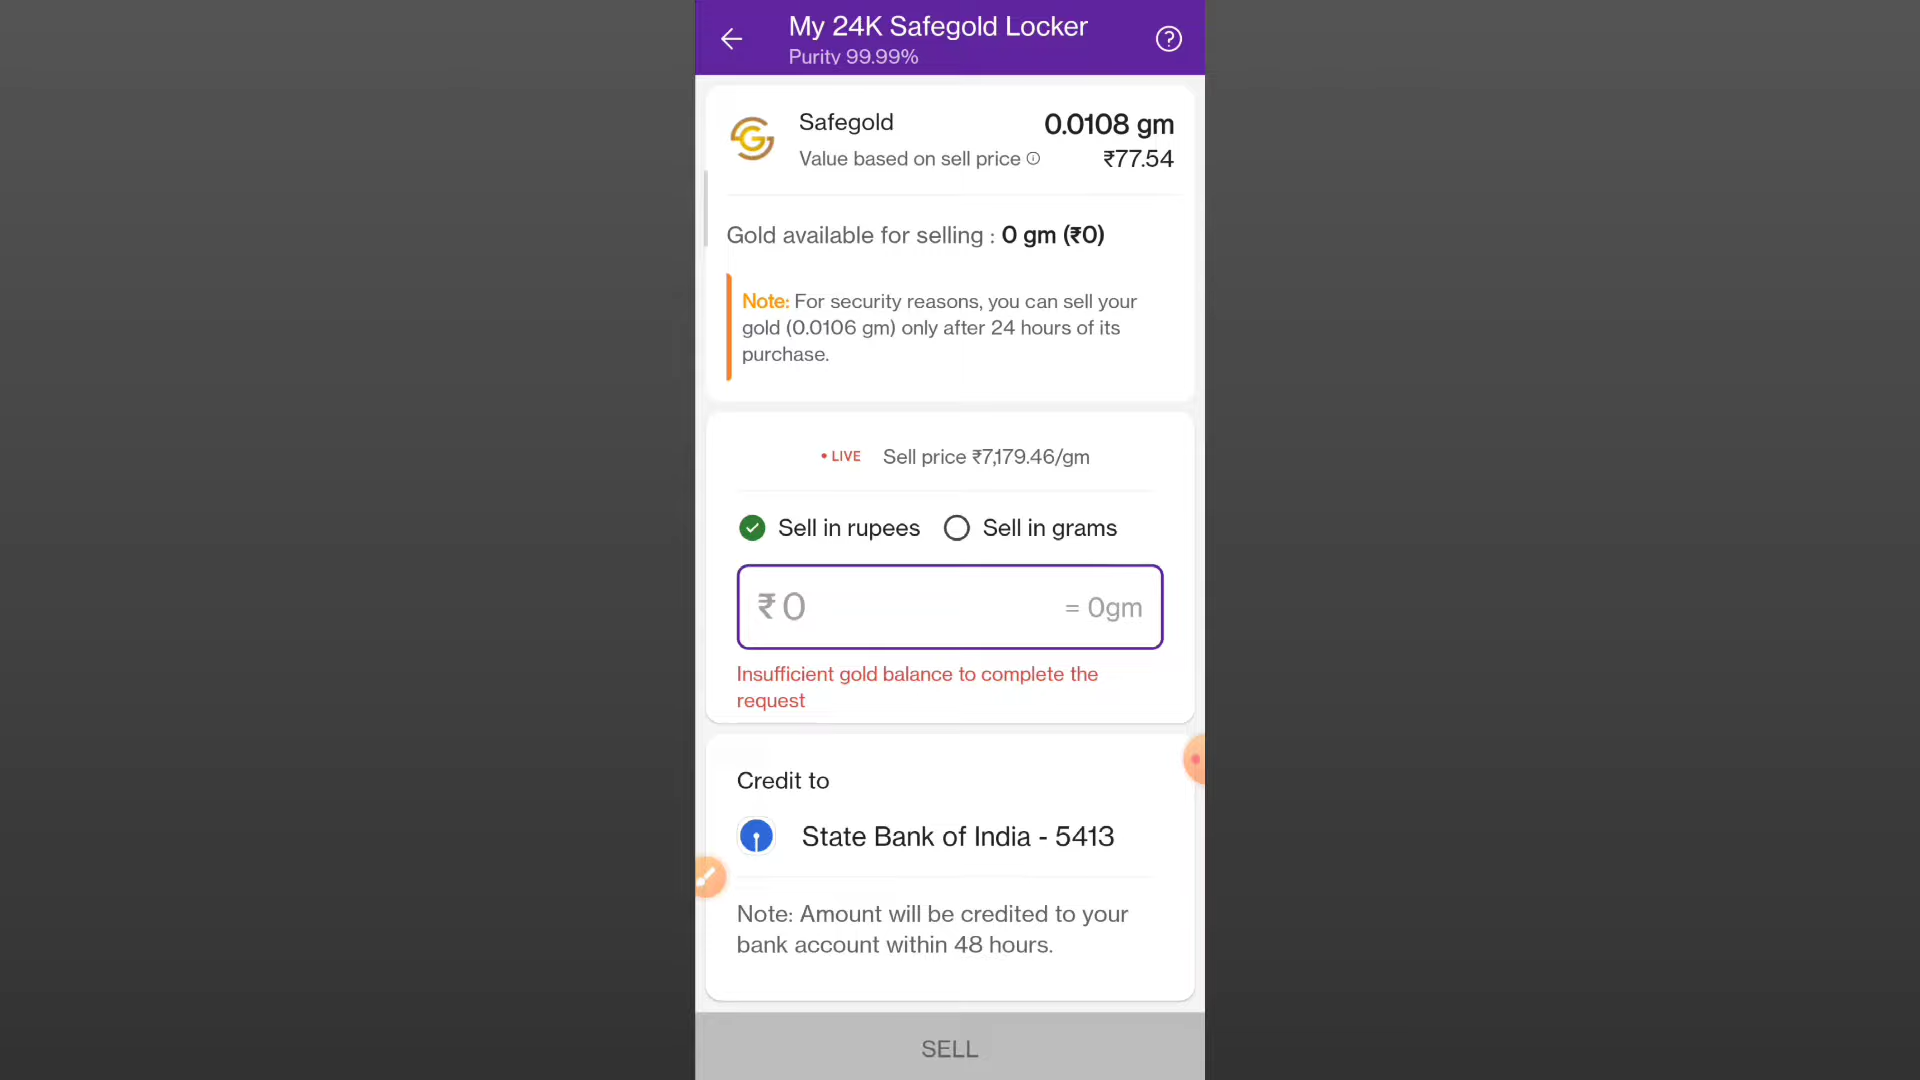 My 24K Safegold Locker
Purity 99.99%
Safegold
0.0108 gm
Value based on sell price
₹77.54
Gold available for selling : 0 gm (₹0)
Note: For security reasons, you can sell your
gold (0.0106 gm) only after 24 hours of its
purchase.
• LIVE Sell price ₹7,179.46/gm
Sell in rupees Sell in grams
₹0 = 0gm
Insufficient gold balance to complete the
request
Credit to
State Bank of India - 5413
Note: Amount will be credited to your
bank account within 48 hours.
SELL